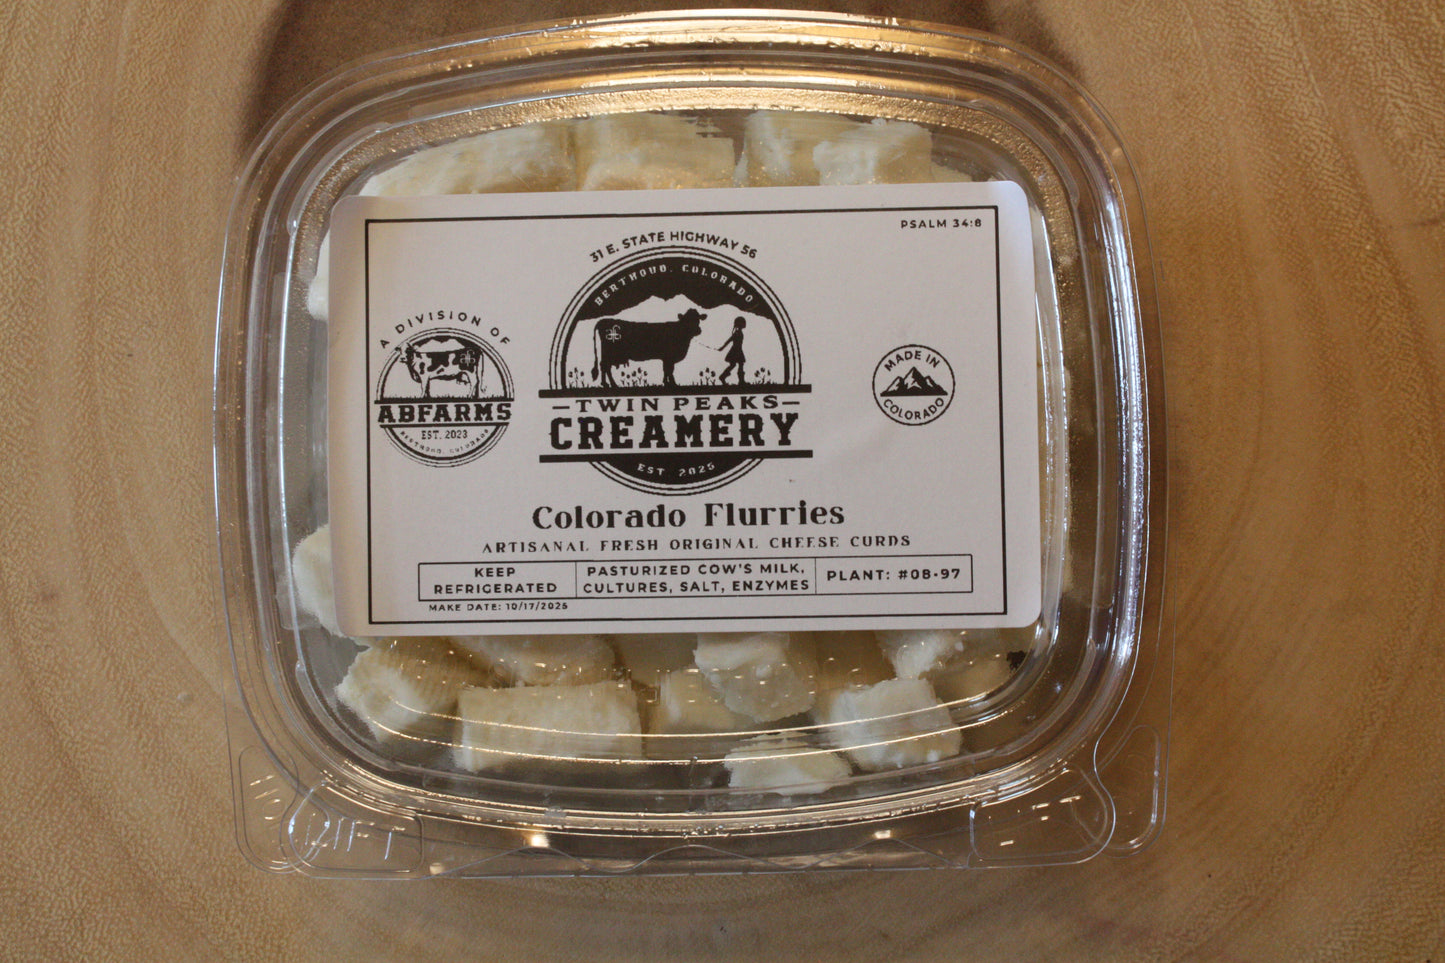 PSALM 34:8
31 E. STATE HIGHWAY 56
BERTHOUD, COLORADO
A DIVISION OF
ABFARMS
EST. 2023
BERTHOUD, COLORADO
MADE IN
COLORADO
-TWIN PEAKS-
CREAMERY
EST 2025
Colorado Flurries
ARTISANAL FRESH ORIGINAL CHEESE CURDS
KEEP
REFRIGERATED
PASTURIZED COW'S MILK,
CULTURES, SALT, ENZYMES
PLANT: #08-97
MAKE DATE: 10/17/2025
LIFT